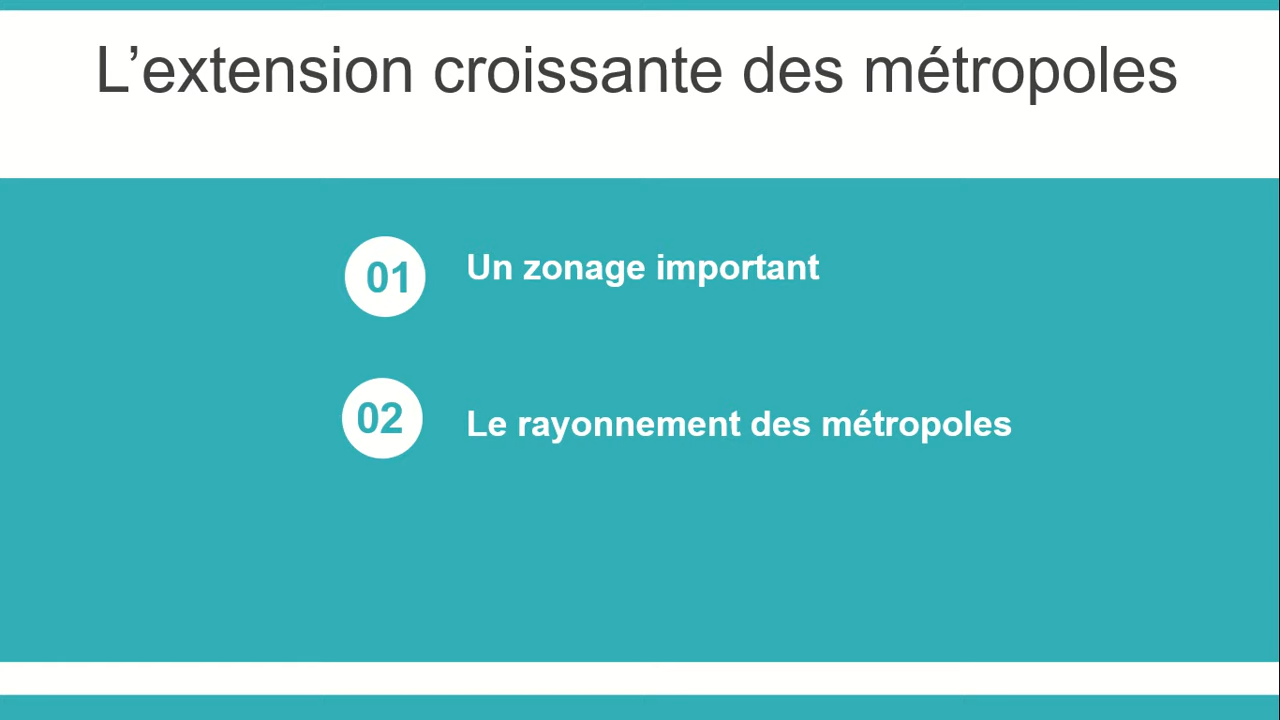 L’extension croissante des métropoles
01 Un zonage important
02 Le rayonnement des métropoles